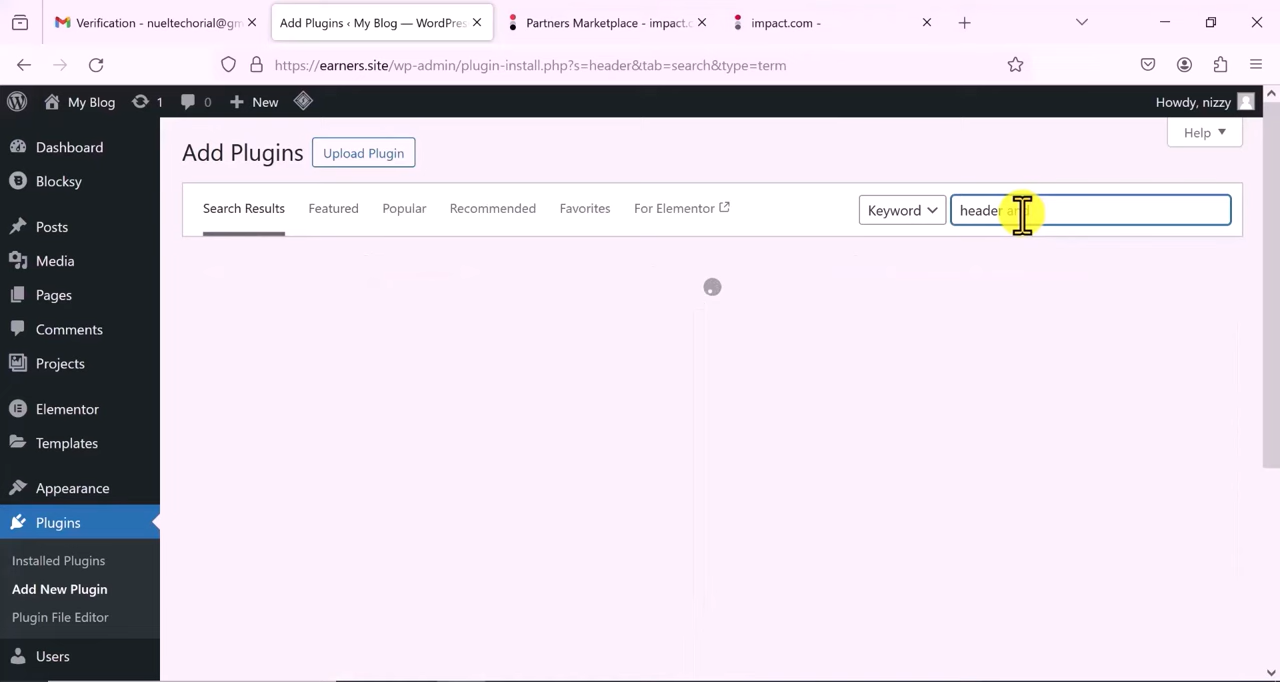 Verification - nueltechorial@gm
Add Plugins ‹ My Blog — WordPres
Partners Marketplace - impact.c
impact.com -
https://earners.site/wp-admin/plugin-install.php?s=header&tab=search&type=term
My Blog
1
0
New
Howdy, nizzy
Help
Dashboard
Blocksy
Posts
Media
Pages
Comments
Projects
Elementor
Templates
Appearance
Plugins
Installed Plugins
Add New Plugin
Plugin File Editor
Users
Add Plugins
Upload Plugin
Search Results
Featured
Popular
Recommended
Favorites
For Elementor
Keyword
header and